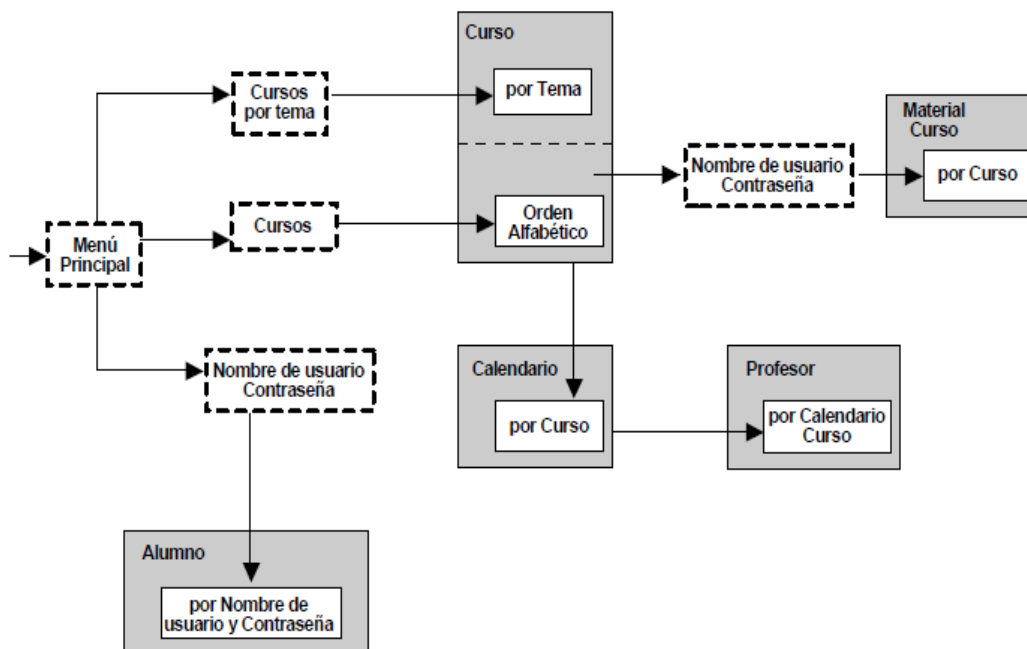 Curso
Cursos
por tema
por Tema
Material
Curso
Nombre de usuario
Contraseña
por Curso
Menú
Principal
Cursos
Orden
Alfabético
Nombre de usuario
Contraseña
Calendario
por Curso
Profesor
por Calendario
Curso
Alumno
por Nombre de
usuario y Contraseña